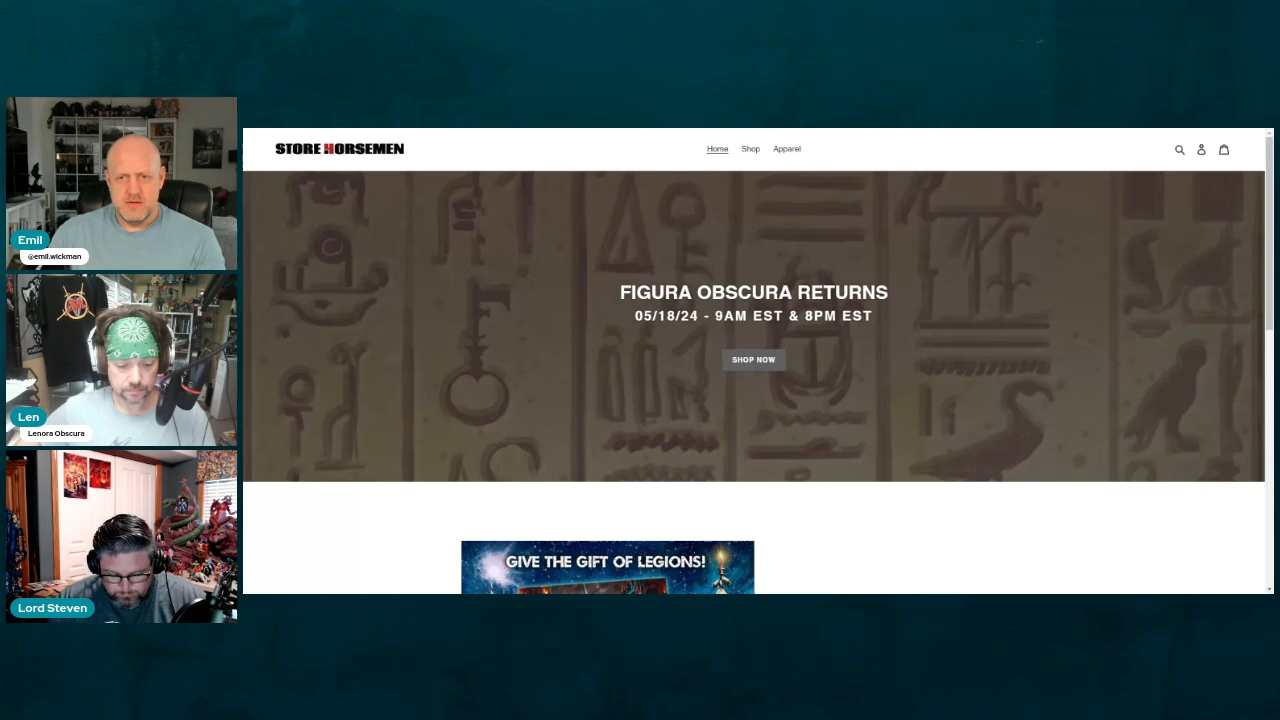 STORE HORSEMEN
Home Shop Apparel
FIGURA OBSCURA RETURNS
05/18/24 - 9AM EST & 8PM EST
SHOP NOW
GIVE THE GIFT OF LEGIONS!
Emil
@emil.wickman
Len
Lenora Obscura
Lord Steven